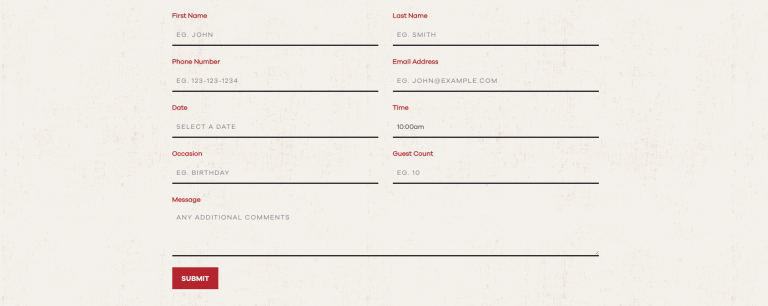 First Name
Last Name
EG. JOHN
EG. SMITH
Phone Number
Email Address
EG. 123-123-1234
EG. JOHN@EXAMPLE.COM
Date
Time
SELECT A DATE
10:00am
Occasion
Guest Count
EG. BIRTHDAY
EG. 10
Message
ANY ADDITIONAL COMMENTS
SUBMIT